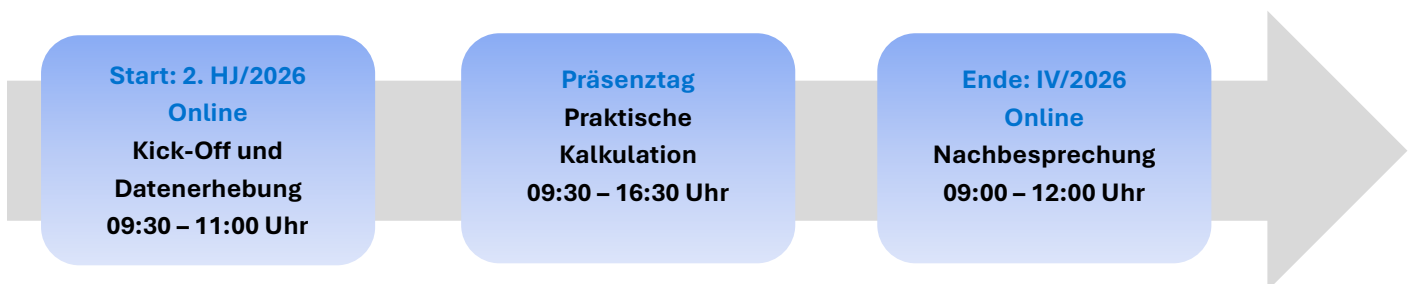 Start: 2. HJ/2026
Online
Kick-Off und
Datenerhebung
09:30 – 11:00 Uhr
Präsenztag
Praktische
Kalkulation
09:30 – 16:30 Uhr
Ende: IV/2026
Online
Nachbesprechung
09:00 – 12:00 Uhr